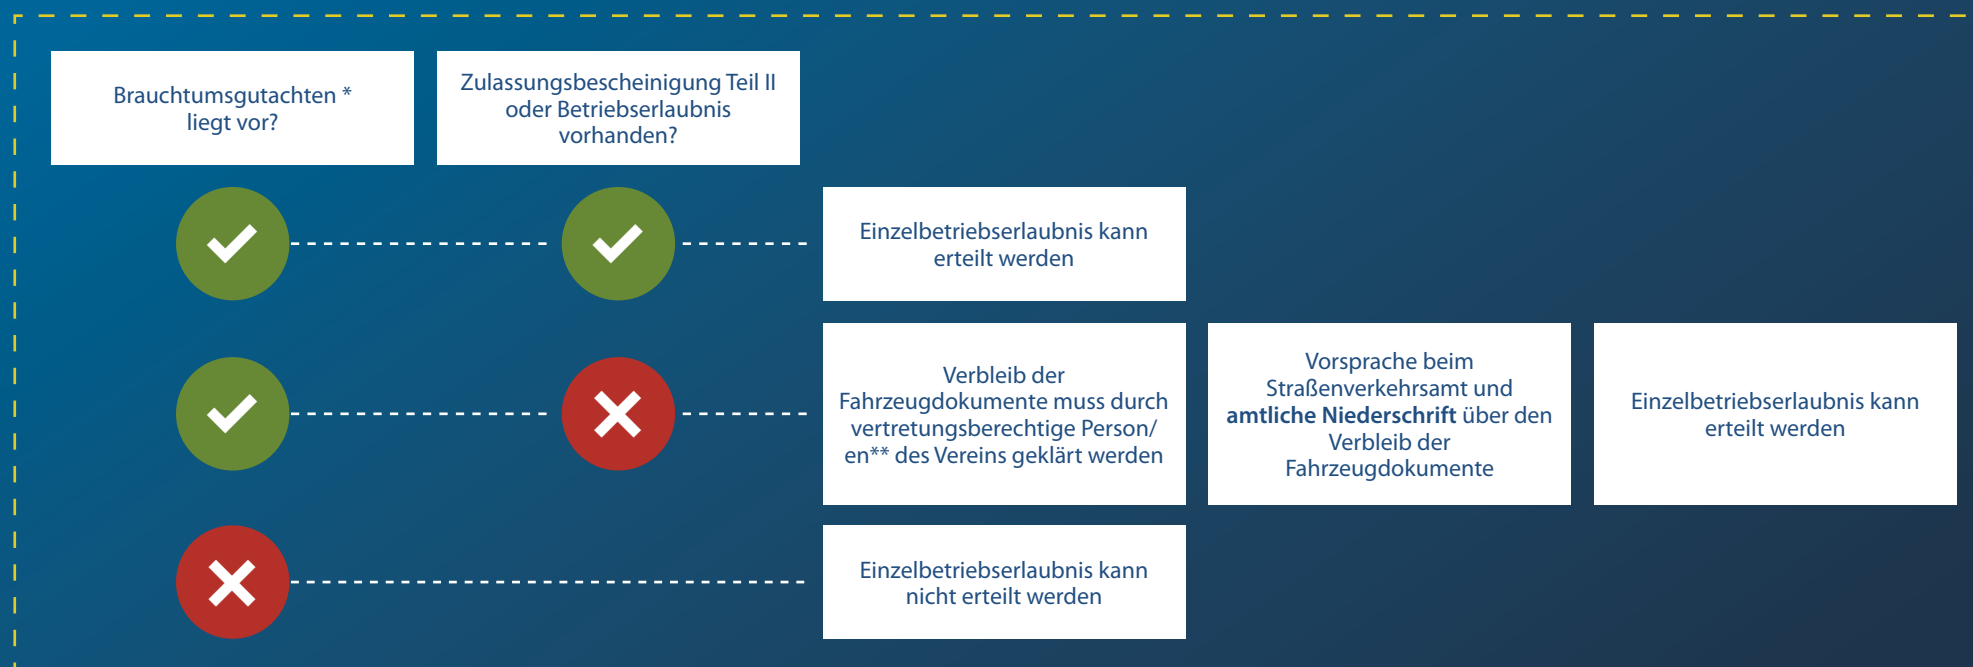 Brauchtumsgutachten *
liegt vor?
Zulassungsbescheinigung Teil II
oder Betriebserlaubnis
vorhanden?
Einzelbetriebserlaubnis kann
erteilt werden
Verbleib der
Fahrzeugdokumente muss durch
vertretungsberechtige Person/
en** des Vereins geklärt werden
Vorsprache beim
Straßenverkehrsamt und
amtliche Niederschrift über den
Verbleib der
Fahrzeugdokumente
Einzelbetriebserlaubnis kann
erteilt werden
Einzelbetriebserlaubnis kann
nicht erteilt werden